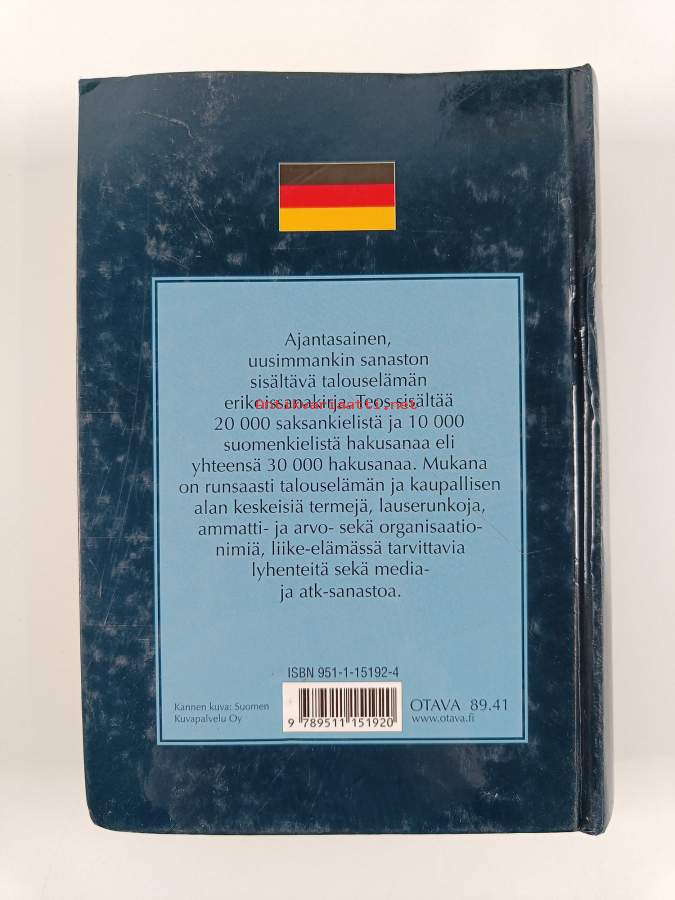 Ajantasainen,
uusimmankin sanaston
sisältävä talouselämän
erikoissanakirja. Teos sisältää
antikvariaatti.net
20 000 saksankielistä ja 10 000
suomenkielistä hakusanaa eli
yhteensä 30 000 hakusanaa. Mukana
on runsaasti talouselämän ja kaupallisen
alan keskeisiä termejä, lauserunkoja,
ammatti- ja arvo- sekä organisaatio-
nimiä, liike-elämässä tarvittavia
lyhenteitä sekä media-
ja atk-sanastoa.
ISBN 951-1-15192-4
Kannen kuva: Suomen
Kuvapalvelu Oy
9 789511 151920
OTAVA 89.41
www.otava.fi